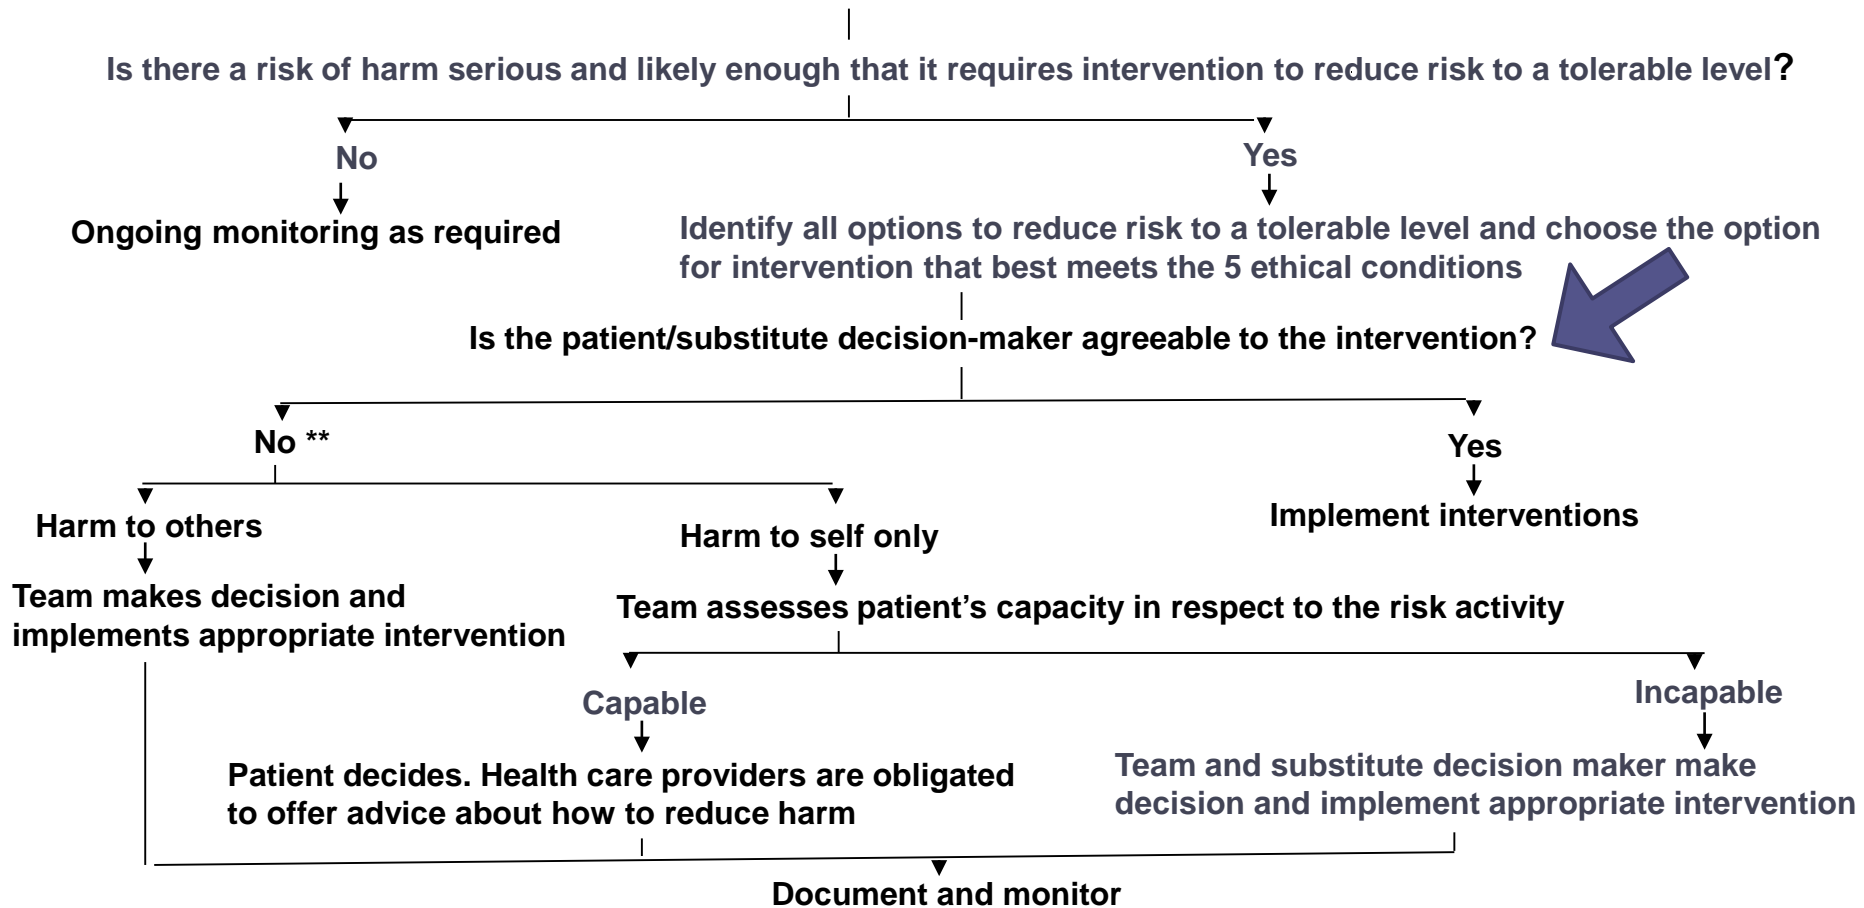 Is there a risk of harm serious and likely enough that it requires intervention to reduce risk to a tolerable level?
No
Yes
Ongoing monitoring as required
Identify all options to reduce risk to a tolerable level and choose the option
for intervention that best meets the 5 ethical conditions
Is the patient/substitute decision-maker agreeable to the intervention?
No **
Yes
Harm to others
Harm to self only
Implement interventions
Team makes decision and
implements appropriate intervention
Team assesses patient’s capacity in respect to the risk activity
Capable
Incapable
Patient decides. Health care providers are obligated
to offer advice about how to reduce harm
Team and substitute decision maker make
decision and implement appropriate intervention
Document and monitor